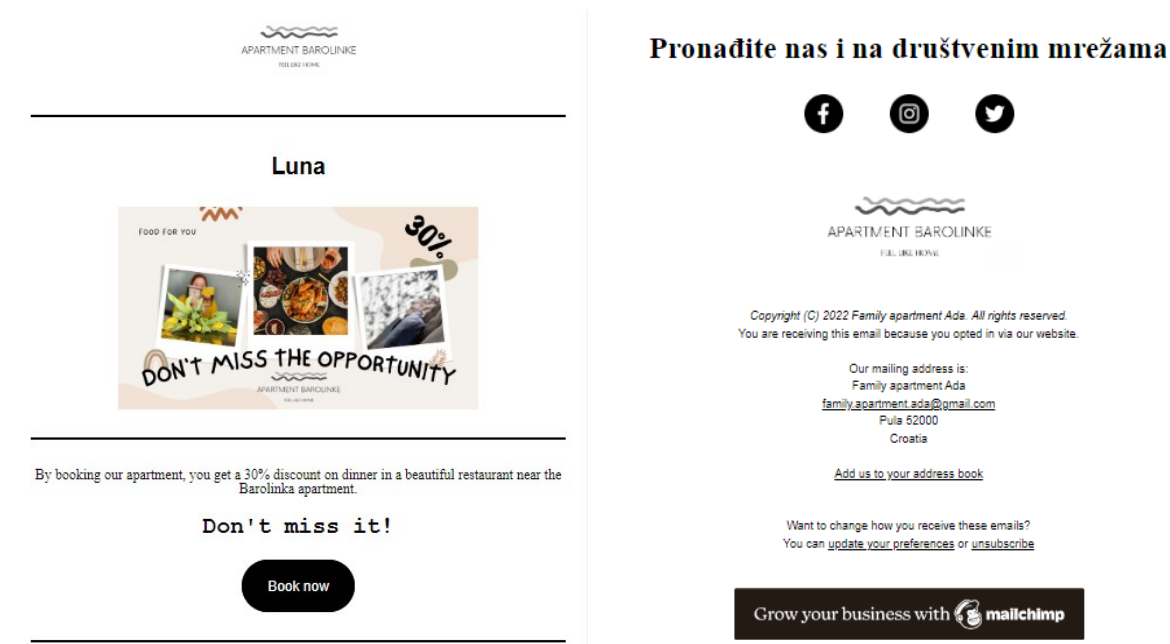 APARTMENT BAROLINKE
FEEL LIKE HOME
Luna
FOOD FOR YOU
30%
DON'T MISS THE OPPORTUNITY
APARTMENT BAROLINKE
FEEL LIKE HOME
By booking our apartment, you get a 30% discount on dinner in a beautiful restaurant near the
Barolinka apartment.
Don't miss it!
Book now
Pronađite nas i na društvenim mrežama
APARTMENT BAROLINKE
FEEL LIKE HOME
Copyright (C) 2022 Family apartment Ada. All rights reserved.
You are receiving this email because you opted in via our website.
Our mailing address is:
Family apartment Ada
family.apartment.ada@gmail.com
Pula 52000
Croatia
Add us to your address book
Want to change how you receive these emails?
You can update your preferences or unsubscribe
Grow your business with mailchimp